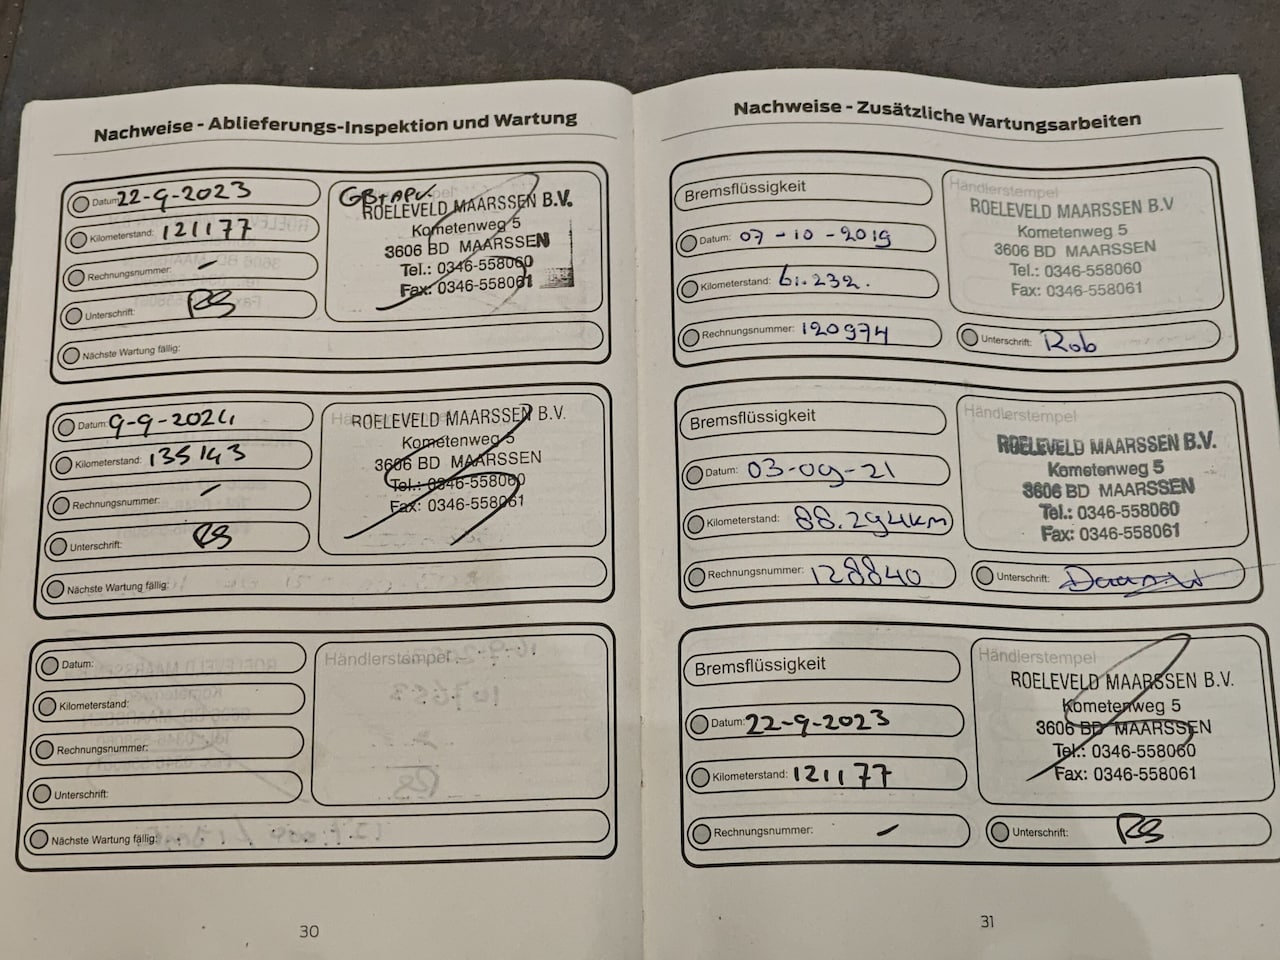 Nachweise - Ablieferungs-Inspektion und Wartung
Datum: 22-9-2023
Kilometerstand: 121177
Rechnungsnummer: -
Unterschrift: RS
Nächste Wartung fällig:
GB+APK
ROELEVELD MAARSSEN B.V.
Kometenweg 5
3606 BD MAARSSEN
Tel.: 0346-558060
Fax: 0346-558061
Datum: 9-9-2024
Kilometerstand: 135143
Rechnungsnummer: -
Unterschrift: RS
Nächste Wartung fällig:
ROELEVELD MAARSSEN B.V.
Kometenweg 5
3606 BD MAARSSEN
Tel.: 0346-558060
Fax: 0346-558061
Datum:
Kilometerstand:
Rechnungsnummer:
Unterschrift:
Nächste Wartung fällig:
Händlerstempel
30
Nachweise - Zusätzliche Wartungsarbeiten
Bremsflüssigkeit
Datum: 07-10-2019
Kilometerstand: 61.232.
Rechnungsnummer: 120974
Händlerstempel
ROELEVELD MAARSSEN B.V
Kometenweg 5
3606 BD MAARSSEN
Tel.: 0346-558060
Fax: 0346-558061
Unterschrift: Rob
Bremsflüssigkeit
Datum: 03-09-21
Kilometerstand: 88.294km
Rechnungsnummer: 128840
Händlerstempel
ROELEVELD MAARSSEN B.V.
Kometenweg 5
3606 BD MAARSSEN
Tel.: 0346-558060
Fax: 0346-558061
Unterschrift:
Bremsflüssigkeit
Datum: 22-9-2023
Kilometerstand: 121177
Rechnungsnummer: -
Händlerstempel
ROELEVELD MAARSSEN B.V.
Kometenweg 5
3606 BD MAARSSEN
Tel.: 0346-558060
Fax: 0346-558061
Unterschrift: RS
31